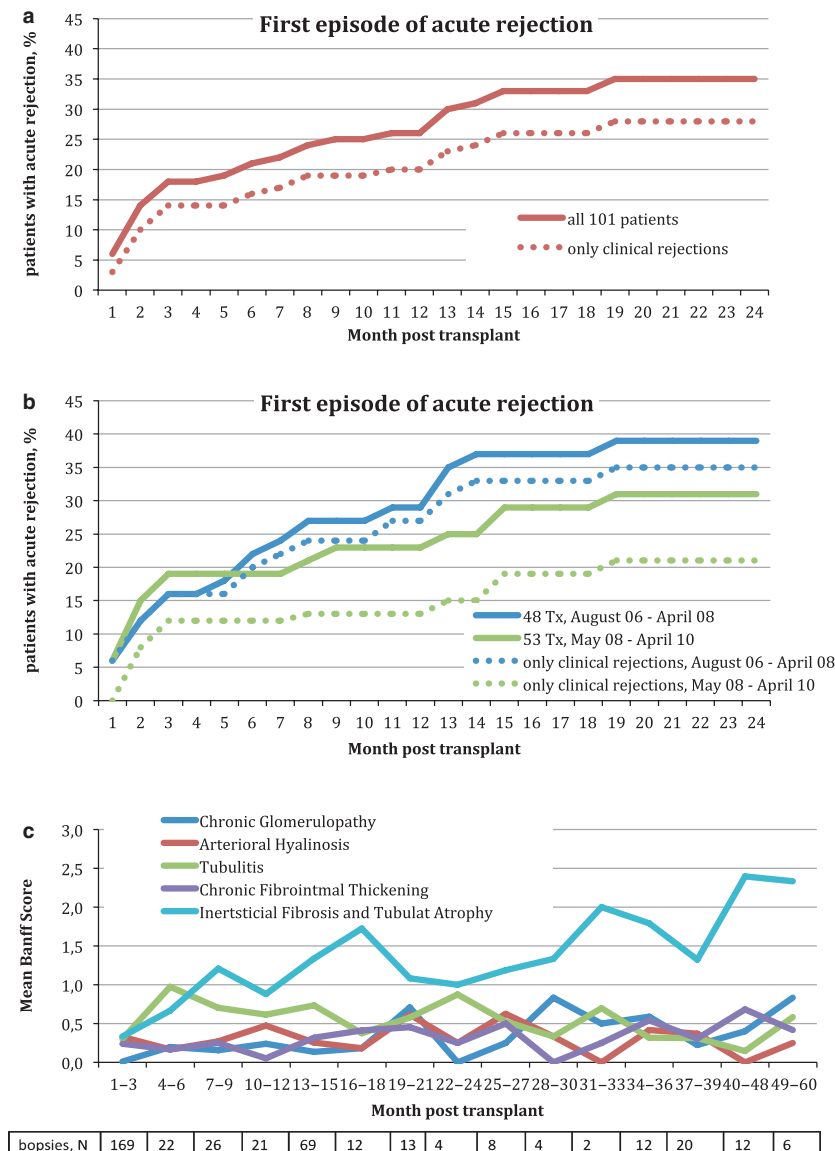 a
First episode of acute rejection
patients with acute rejection, %
45
40
35
30
25
20
15
10
5
0
all 101 patients
only clinical rejections
1 2 3 4 5 6 7 8 9 10 11 12 13 14 15 16 17 18 19 20 21 22 23 24
Month post transplant
b
First episode of acute rejection
patients with acute rejection, %
45
40
35
30
25
20
15
10
5
0
48 Tx, August 06 - April 08
53 Tx, May 08 - April 10
only clinical rejections, August 06 - April 08
only clinical rejections, May 08 - April 10
1 2 3 4 5 6 7 8 9 10 11 12 13 14 15 16 17 18 19 20 21 22 23 24
Month post transplant
c
Mean Banff Score
3,0
2,5
2,0
1,5
1,0
0,5
0,0
Chronic Glomerulopathy
Arterioral Hyalinosis
Tubulitis
Chronic Fibrointmal Thickening
Inertsticial Fibrosis and Tubulat Atrophy
1–3 4–6 7–9 10–12 13–15 16–18 19–21 22–24 25–27 28–30 31–33 34–36 37–39 40–48 49–60
Month post transplant
bopsies, N 169 22 26 21 69 12 13 4 8 4 2 12 20 12 6